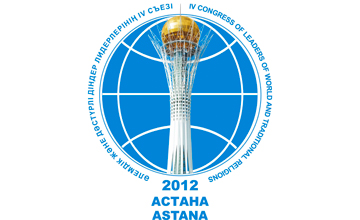 ӘЛЕМДІК ЖӘНЕ ДӘСТҮРЛІ ДІНДЕР ЛИДЕРЛЕРІНІҢ IV СЪЕЗІ
IV CONGRESS OF LEADERS OF WORLD AND TRADITIONAL RELIGIONS
2012
АСТАНА
ASTANA